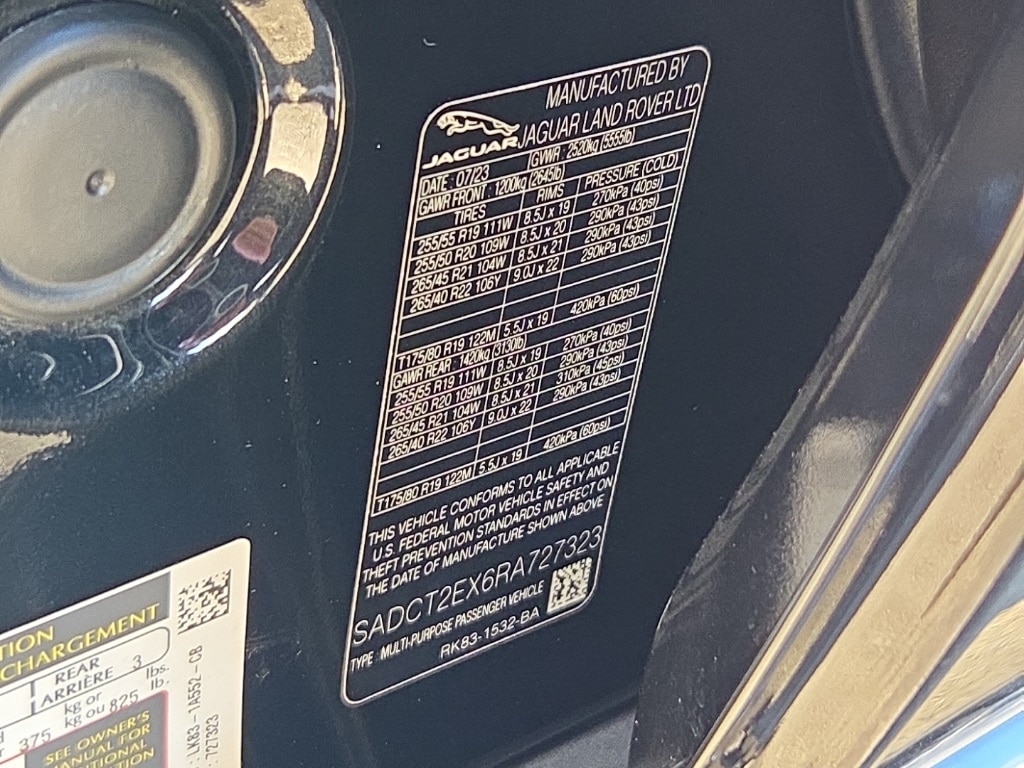 MANUFACTURED BY
JAGUAR LAND ROVER LTD
JAGUAR
DATE : 07/23 GVWR : 2520kg (5555lb)
GAWR FRONT : 1200kg (2645lb)
TIRES RIMS PRESSURE (COLD)
255/55 R19 111W 8.5J x 19 270kPa (40psi)
255/50 R20 109W 8.5J x 20 290kPa (43psi)
265/45 R21 104W 8.5J x 21 290kPa (43psi)
265/40 R22 106Y 9.0J x 22 290kPa (43psi)
T175/80 R19 122M 5.5J x 19 420kPa (60psi)
GAWR REAR : 1420kg (3130lb)
255/55 R19 111W 8.5J x 19 270kPa (40psi)
255/50 R20 109W 8.5J x 20 290kPa (43psi)
265/45 R21 104W 8.5J x 21 310kPa (45psi)
265/40 R22 106Y 9.0J x 22 290kPa (43psi)
T175/80 R19 122M 5.5J x 19 420kPa (60psi)
THIS VEHICLE CONFORMS TO ALL APPLICABLE
U.S. FEDERAL MOTOR VEHICLE SAFETY AND
THEFT PREVENTION STANDARDS IN EFFECT ON
THE DATE OF MANUFACTURE SHOWN ABOVE
SADCT2EX6RA727323
TYPE : MULTI-PURPOSE PASSENGER VEHICLE
RK83-1532-BA
TION
CHARGEMENT
REAR
ARRIÈRE 3
kg or lbs.
375 kg ou 825 lb.
SEE OWNER'S
MANUAL FOR
: LK83-1A552-CB
: 727323